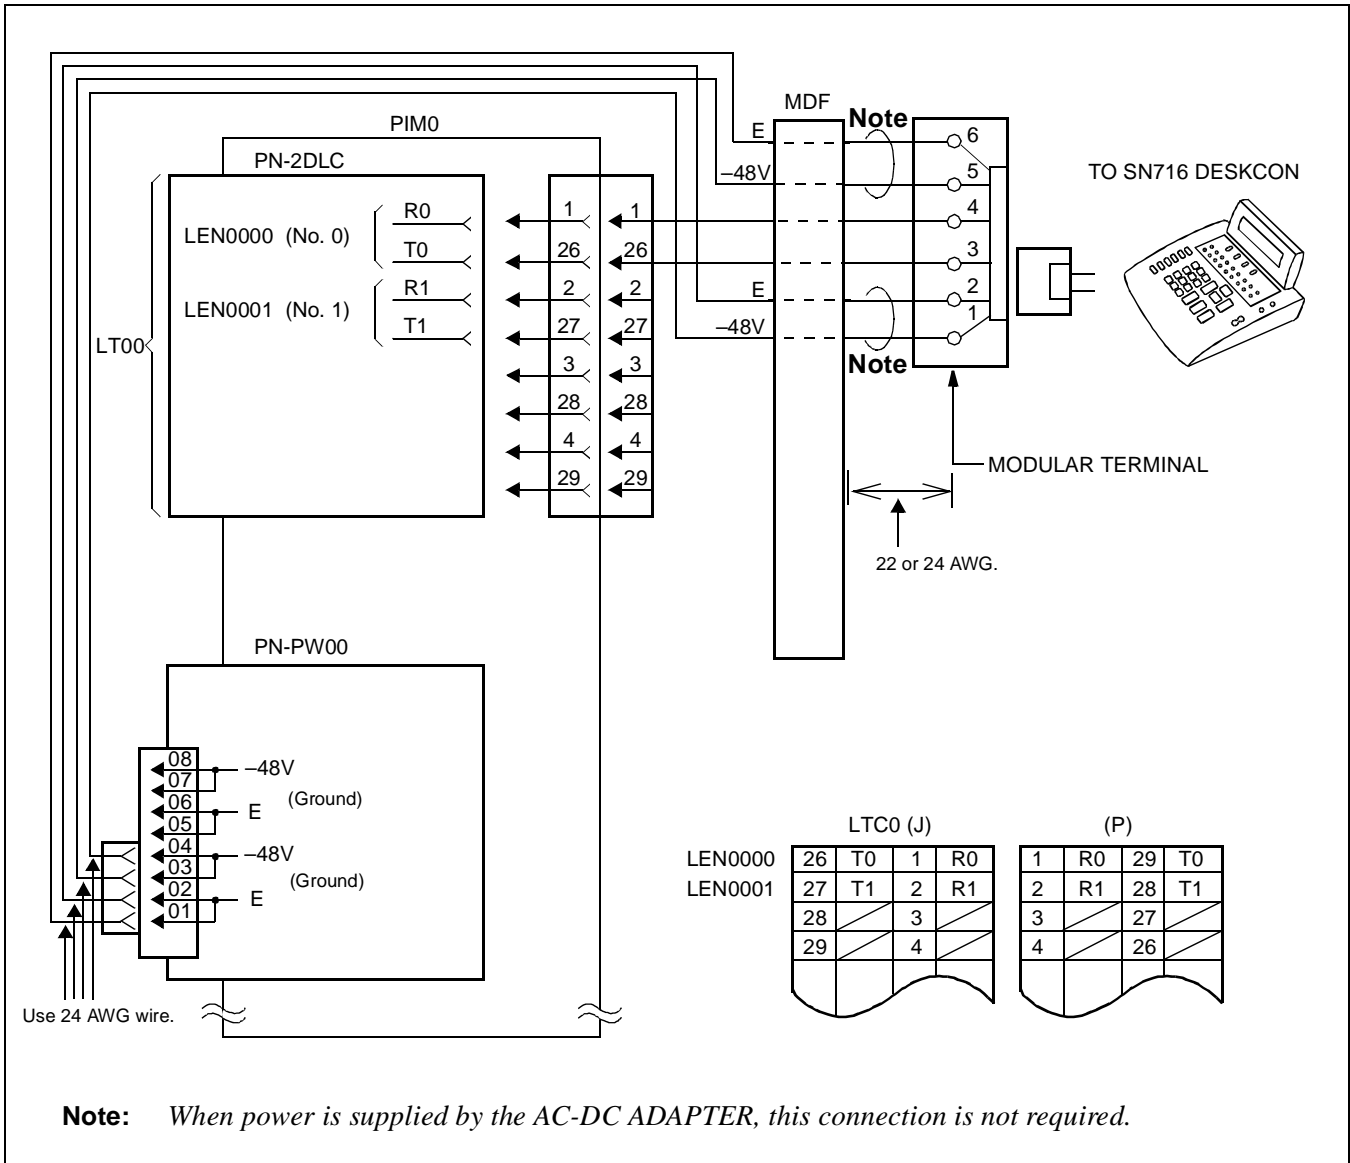 PIM0
MDF
Note
PN-2DLC
E
6
–48V
5
TO SN716 DESKCON
R0
1
1
4
LEN0000 (No. 0)
T0
26
26
3
R1
2
2
E
2
LEN0001 (No. 1)
T1
27
27
–48V
1
LT00
3
3
Note
28
28
4
4
MODULAR TERMINAL
29
29
22 or 24 AWG.
PN-PW00
08
–48V
07
(Ground)
06
E
05
04
–48V
03
(Ground)
02
E
01
Use 24 AWG wire.
LTC0 (J)
(P)
LEN0000 26 T0 1 R0 1 R0 29 T0
LEN0001 27 T1 2 R1 2 R1 28 T1
28 3 3 27
29 4 4 26
Note: When power is supplied by the AC-DC ADAPTER, this connection is not required.